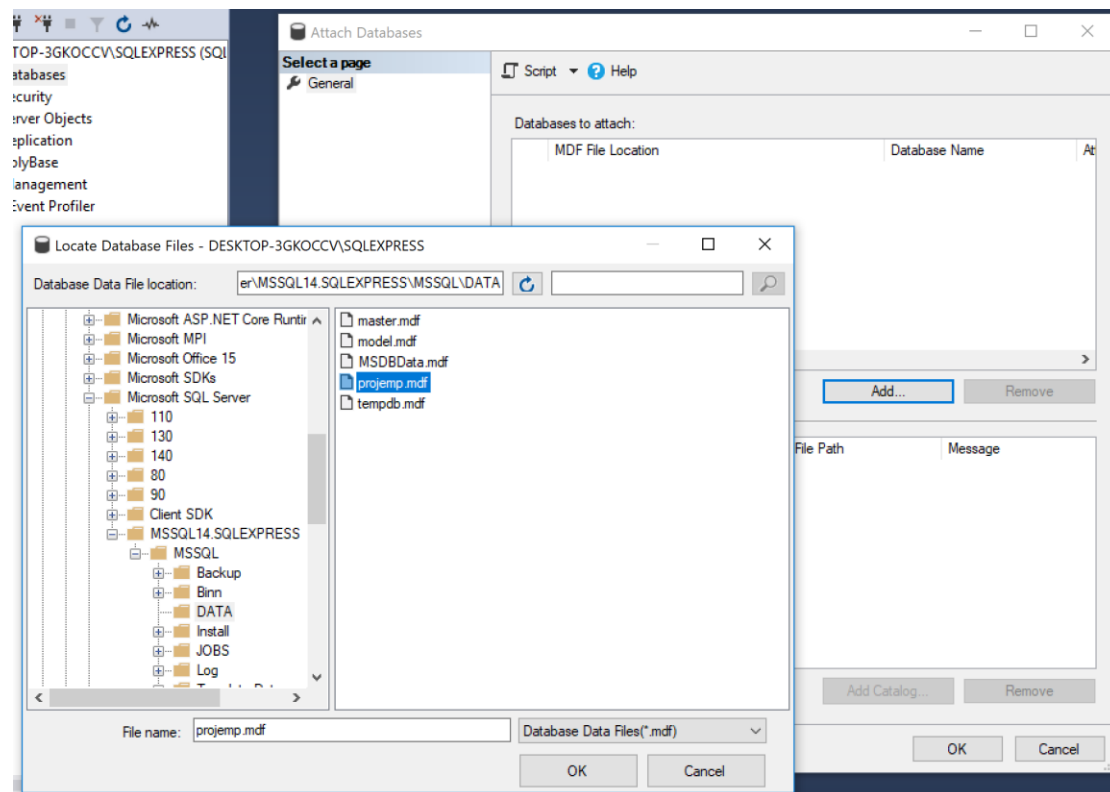 TOP-3GKOCCV\SQLEXPRESS (SQL
atabases
ecurity
erver Objects
eplication
olyBase
lanagement
Event Profiler
Attach Databases
Select a page
General
Script
Help
Databases to attach:
MDF File Location
Database Name
Att
Add...
Remove
File Path
Message
Add Catalog...
Remove
OK
Cancel
Locate Database Files - DESKTOP-3GKOCCV\SQLEXPRESS
Database Data File location:
er\MSSQL14.SQLEXPRESS\MSSQL\DATA
Microsoft ASP.NET Core Runtir
Microsoft MPI
Microsoft Office 15
Microsoft SDKs
Microsoft SQL Server
110
130
140
80
90
Client SDK
MSSQL14.SQLEXPRESS
MSSQL
Backup
Binn
DATA
Install
JOBS
Log
master.mdf
model.mdf
MSDBData.mdf
projemp.mdf
tempdb.mdf
File name:
projemp.mdf
Database Data Files(*.mdf)
OK
Cancel